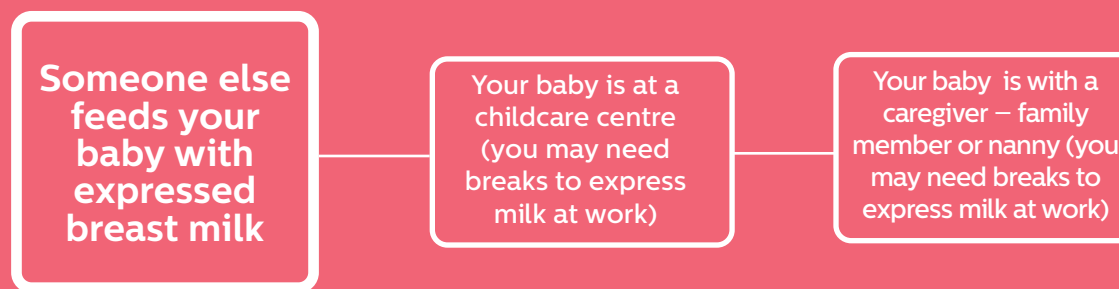 Someone else
feeds your
baby with
expressed
breast milk
Your baby is at a
childcare centre
(you may need
breaks to express
milk at work)
Your baby  is with a
caregiver – family
member or nanny (you
may need breaks to
express milk at work)